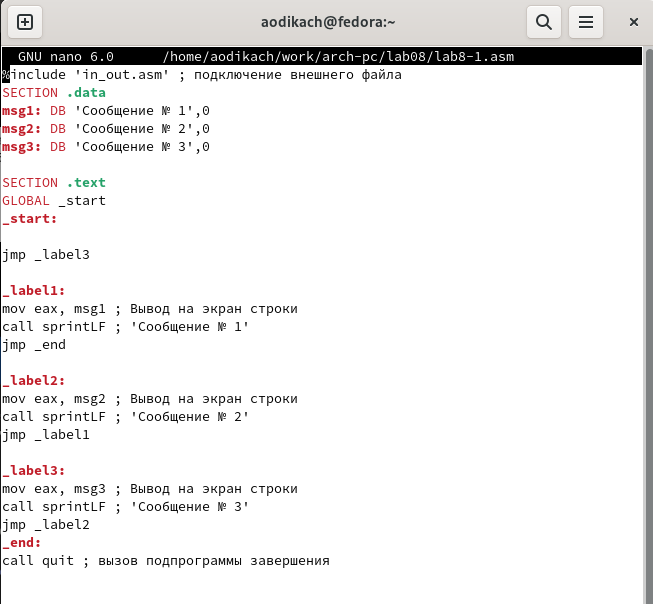 aodikach@fedora:~
GNU nano 6.0 /home/aodikach/work/arch-pc/lab08/lab8-1.asm
%include 'in_out.asm' ; подключение внешнего файла
SECTION .data
msg1: DB 'Сообщение № 1',0
msg2: DB 'Сообщение № 2',0
msg3: DB 'Сообщение № 3',0
SECTION .text
GLOBAL _start
_start:
jmp _label3
_label1:
mov eax, msg1 ; Вывод на экран строки
call sprintLF ; 'Сообщение № 1'
jmp _end
_label2:
mov eax, msg2 ; Вывод на экран строки
call sprintLF ; 'Сообщение № 2'
jmp _label1
_label3:
mov eax, msg3 ; Вывод на экран строки
call sprintLF ; 'Сообщение № 3'
jmp _label2
_end:
call quit ; вызов подпрограммы завершения